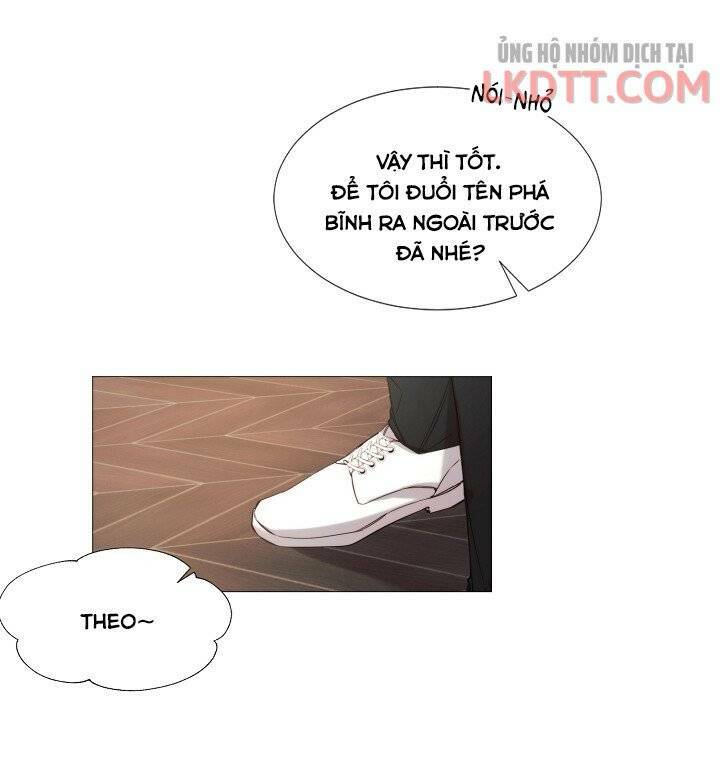 ỦNG HỘ NHÓM DỊCH TẠI
LKDTT.COM
NÓI NHỎ
VẬY THÌ TỐT.
ĐỂ TÔI ĐUỔI TÊN PHÁ
BĨNH RA NGOÀI TRƯỚC
ĐÃ NHÉ?
THEO~